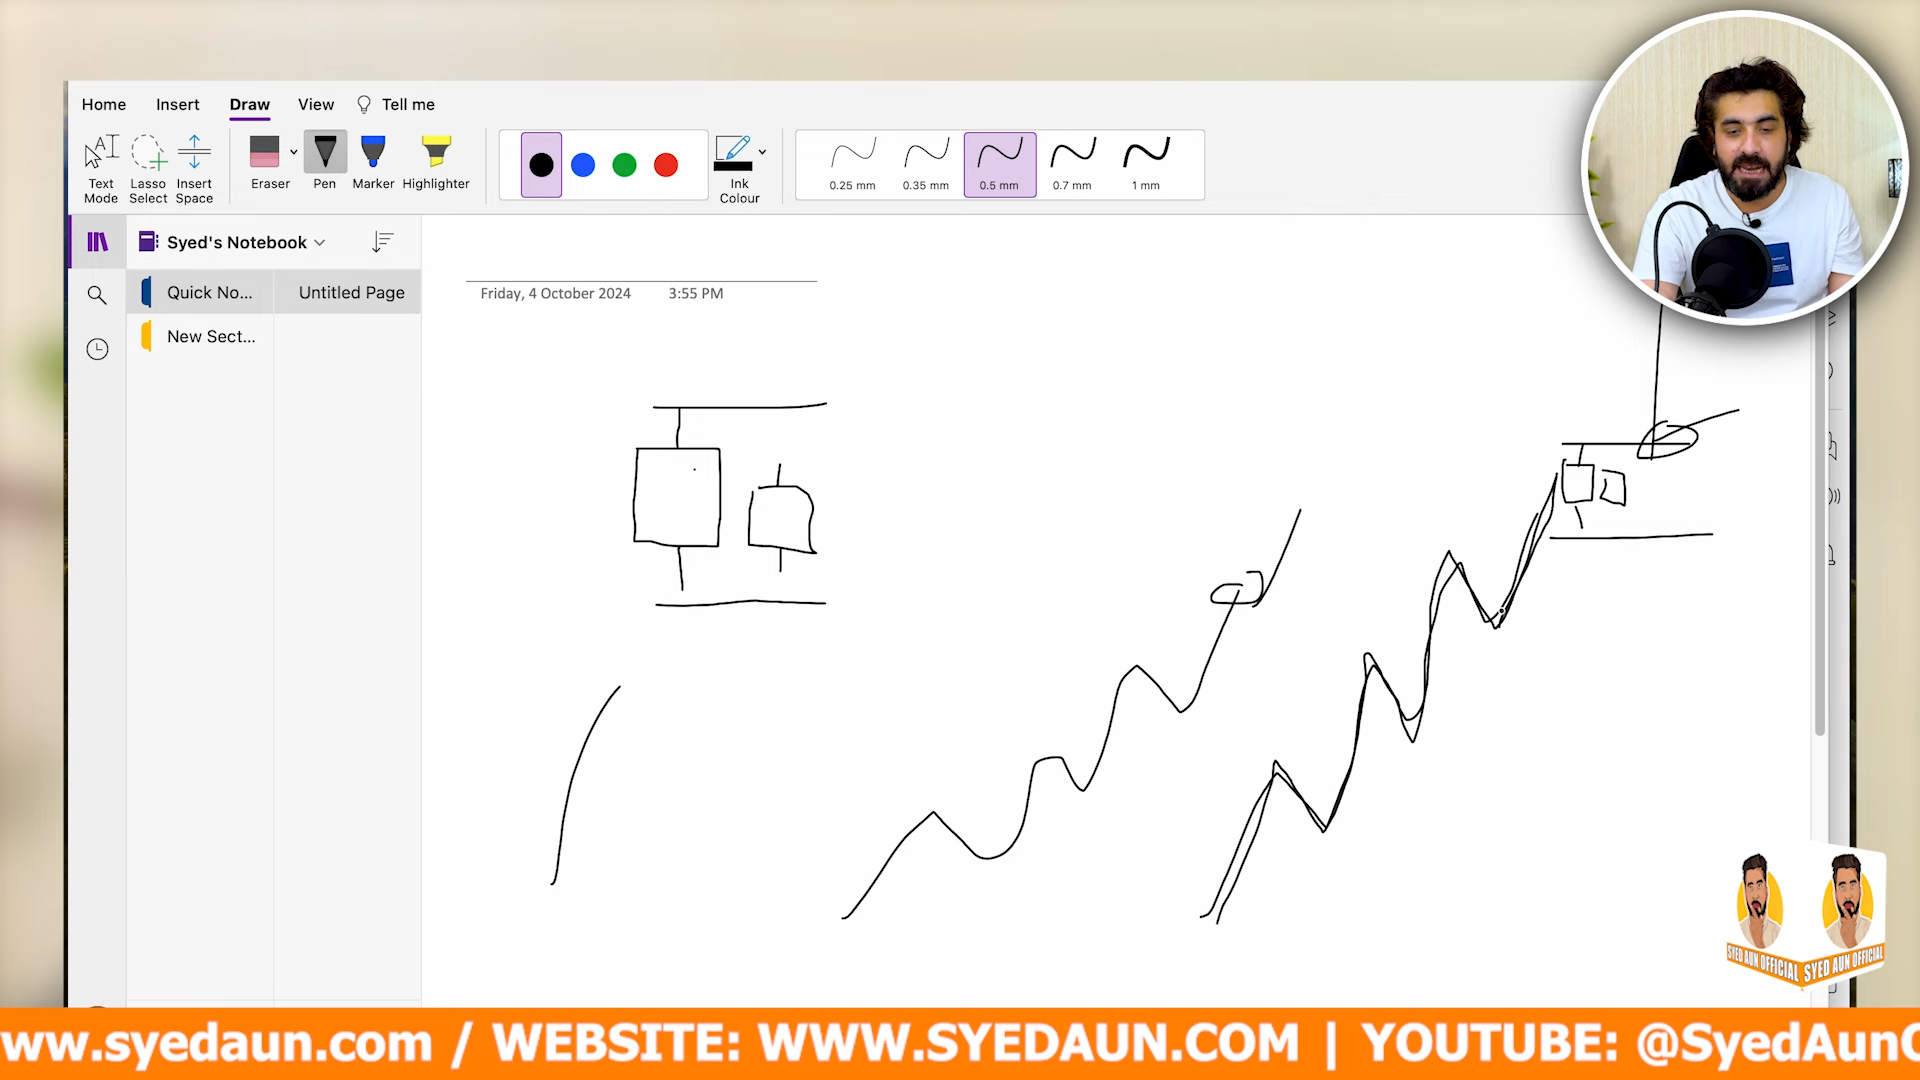 Home Insert Draw View Tell me
Text Mode
Lasso Select
Insert Space
Eraser
Pen
Marker
Highlighter
Ink Colour
0.25 mm
0.35 mm
0.5 mm
0.7 mm
1 mm
Syed's Notebook
Quick No... Untitled Page
New Sect...
Friday, 4 October 2024 3:55 PM
SYED AUN OFFICIAL SYED AUN OFFICIAL
ww.syedaun.com / WEBSITE: WWW.SYEDAUN.COM | YOUTUBE: @SyedAun